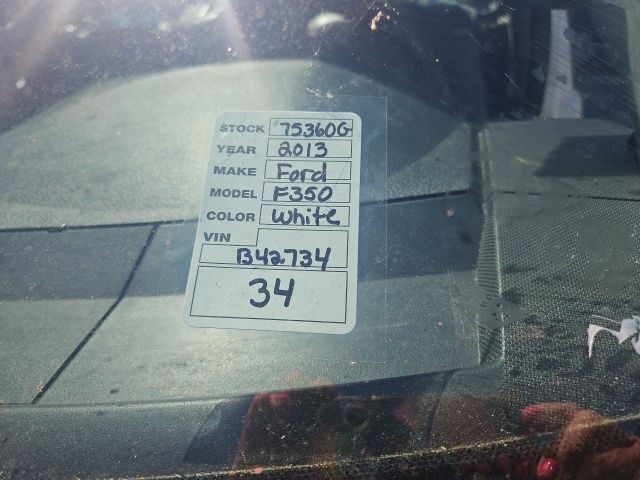 STOCK #75360G
YEAR 2013
MAKE Ford
MODEL F350
COLOR White
VIN
B42734
34